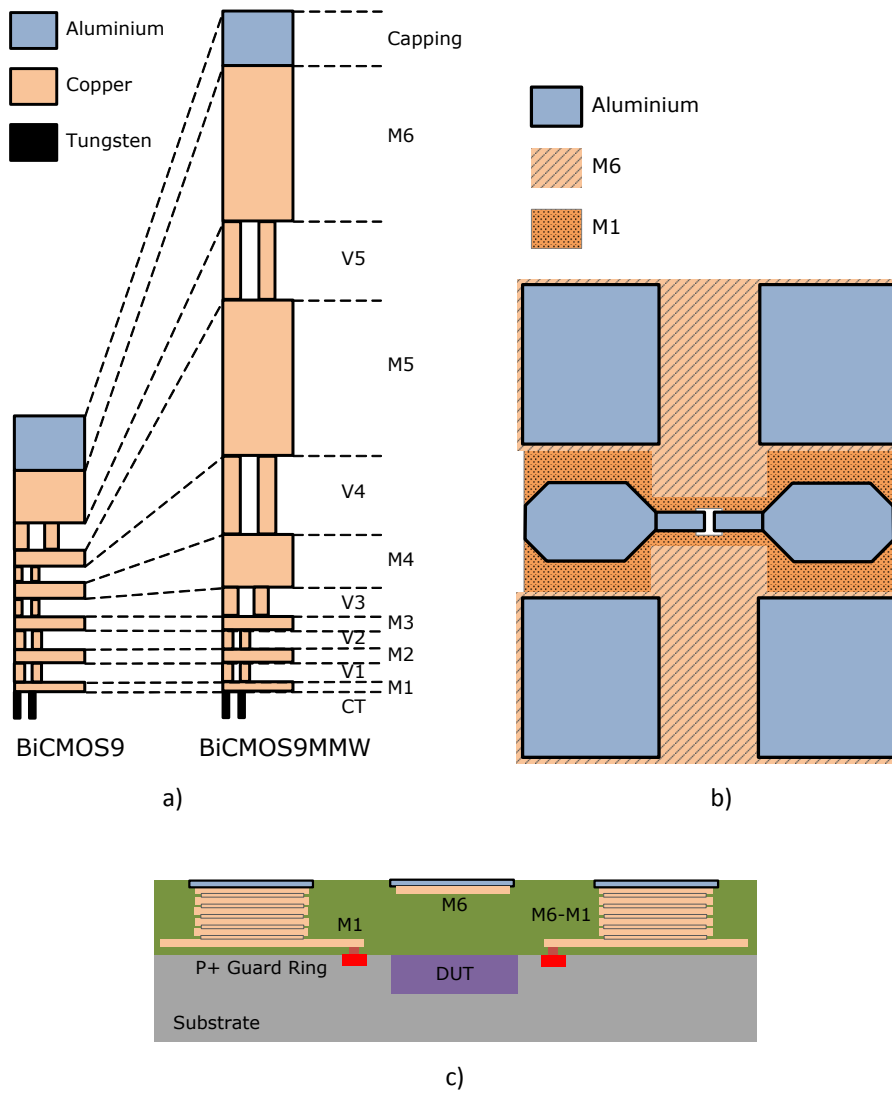 Aluminium
Copper
Tungsten
Capping
M6
V5
M5
V4
M4
V3
M3
V2
M2
V1
M1
CT
BiCMOS9
BiCMOS9MMW
a)
Aluminium
M6
M1
b)
M1
M6
M6-M1
P+ Guard Ring
DUT
Substrate
c)